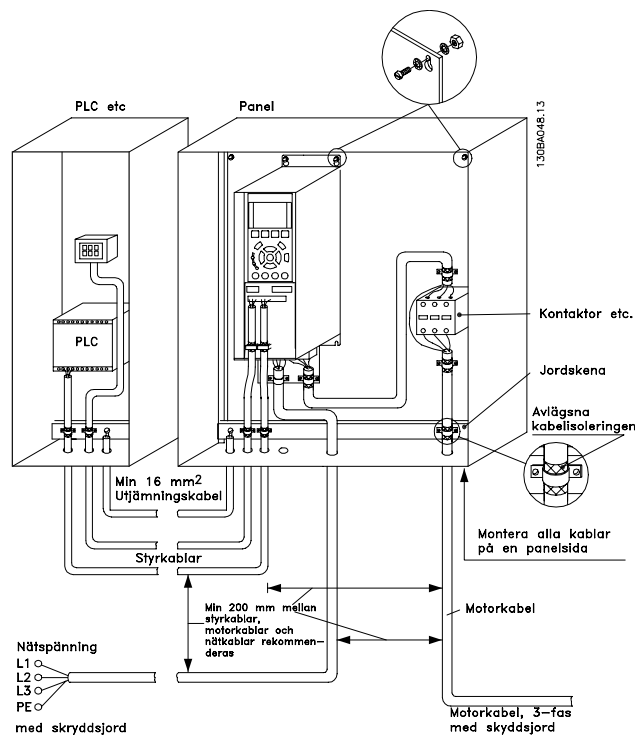 PLC etc
Panel
130BA048.13
PLC
Kontaktor etc.
Jordskena
Avlägsna
kabelisoleringen
Min 16 mm2
Utjämningskabel
Styrkablar
Montera alla kablar
på en panelsida
Min 200 mm mellan
styrkablar,
motorkablar och
nätkablar rekommen-
deras
Motorkabel
Nätspänning
L1
L2
L3
PE
med skryddsjord
Motorkabel, 3-fas
med skyddsjord